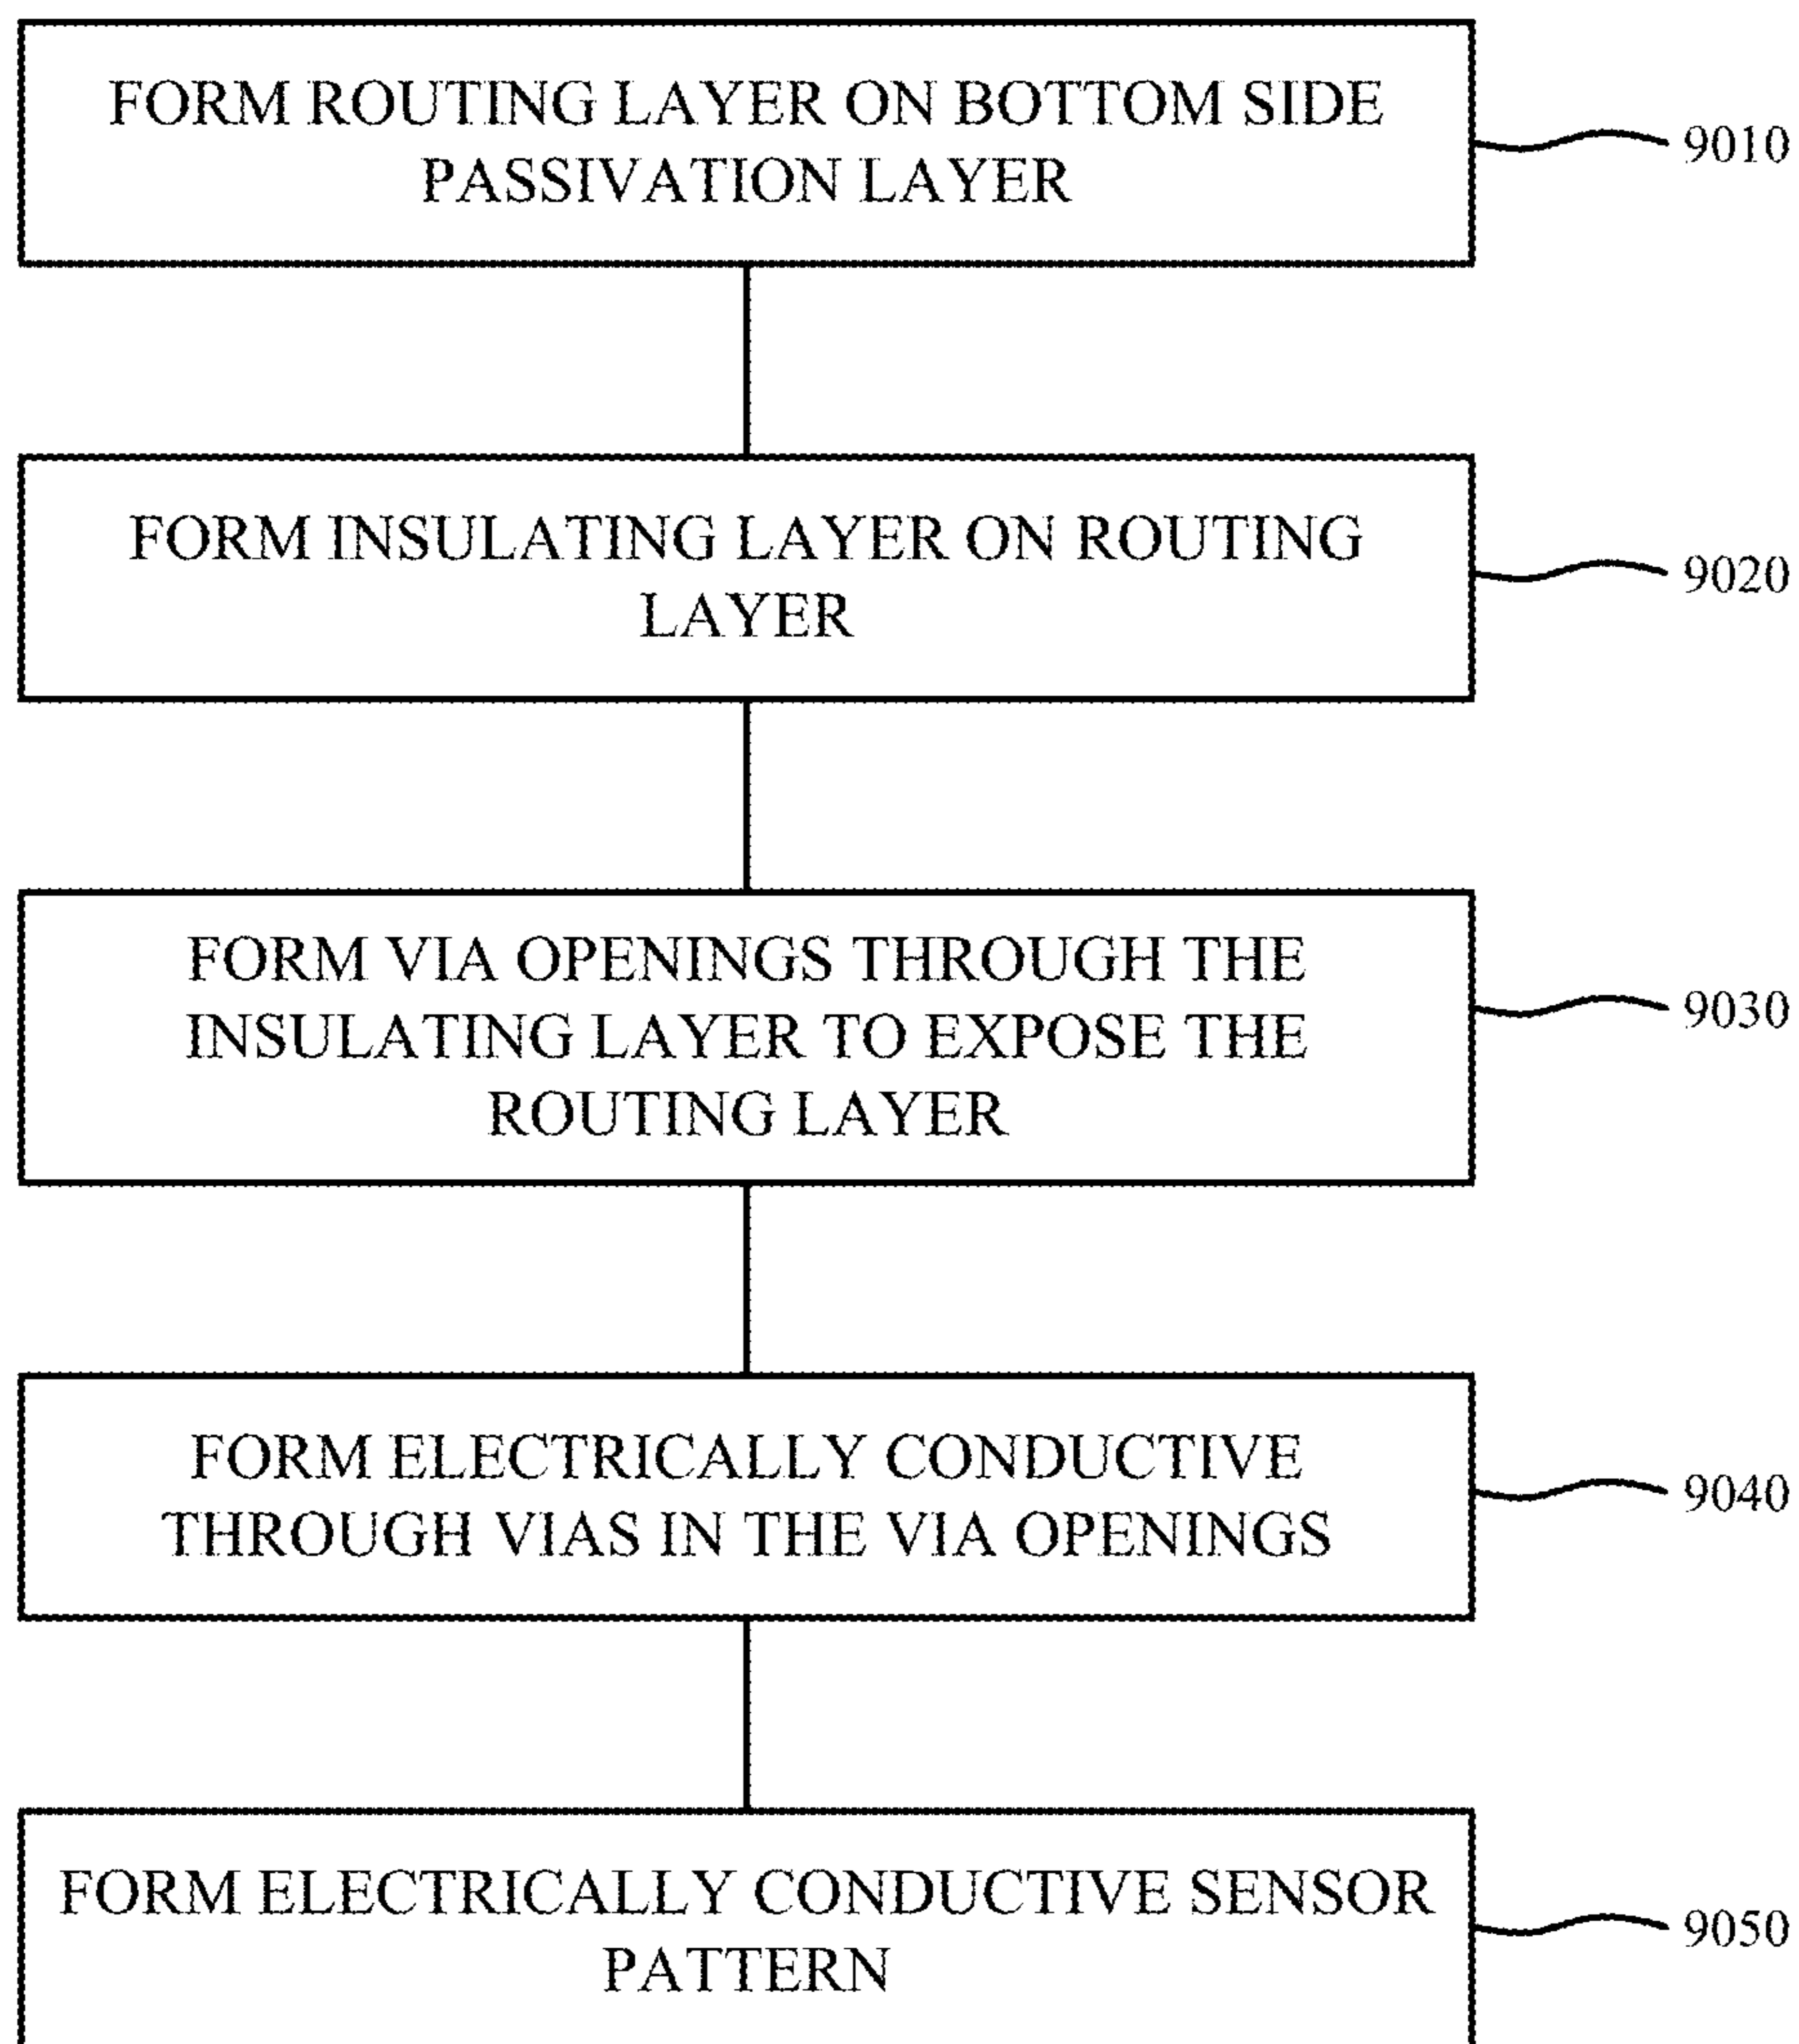 FORM ROUTING LAYER ON BOTTOM SIDE
PASSIVATION LAYER
9010
FORM INSULATING LAYER ON ROUTING
LAYER
9020
FORM VIA OPENINGS THROUGH THE
INSULATING LAYER TO EXPOSE THE
ROUTING LAYER
9030
FORM ELECTRICALLY CONDUCTIVE
THROUGH VIAS IN THE VIA OPENINGS
9040
FORM ELECTRICALLY CONDUCTIVE SENSOR
PATTERN
9050